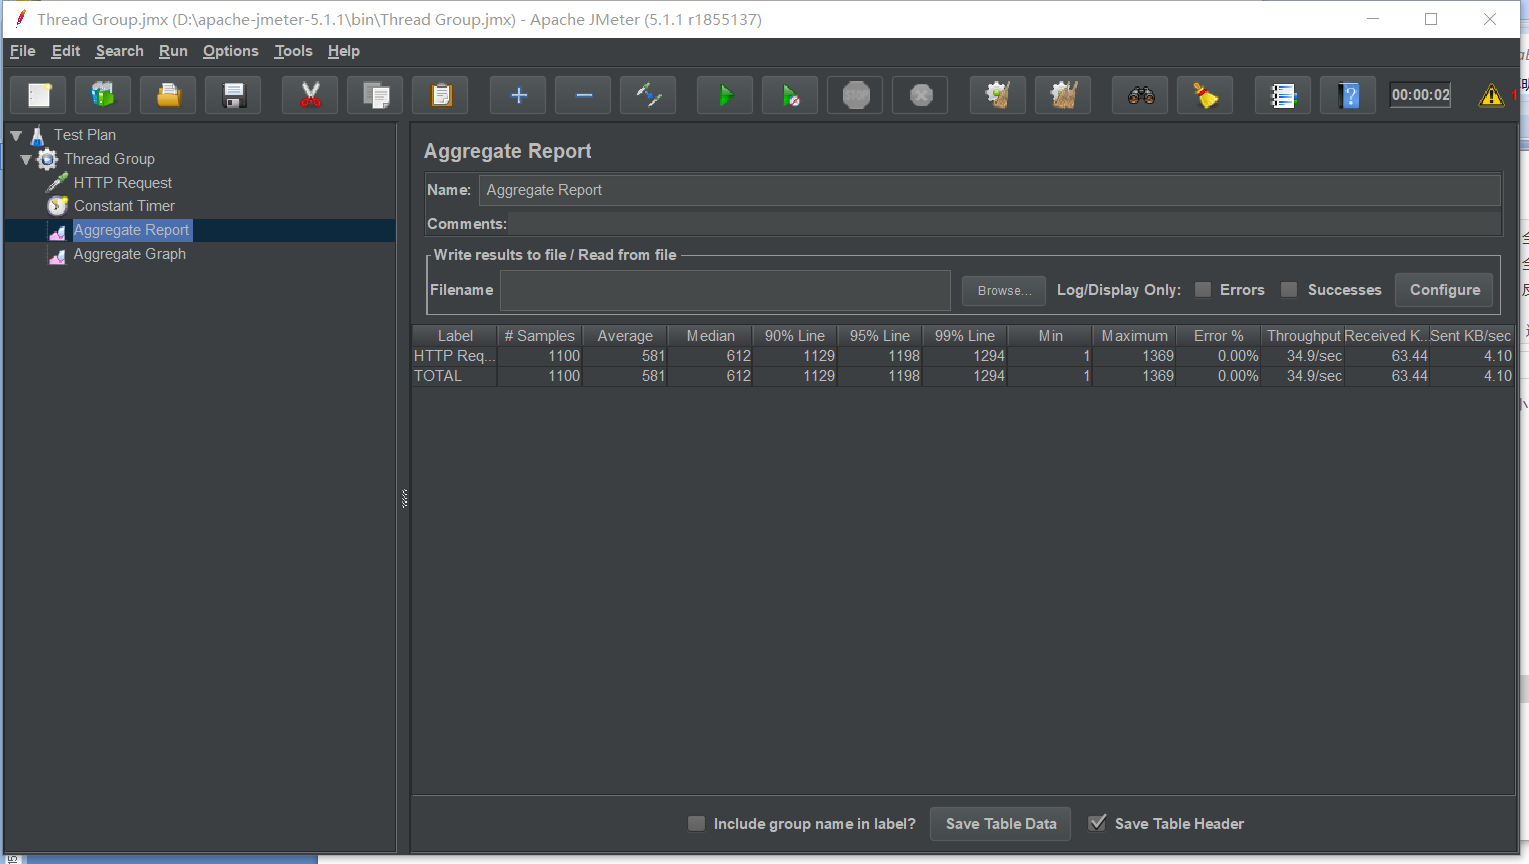 Thread Group.jmx (D:\apache-jmeter-5.1.1\bin\Thread Group.jmx) - Apache JMeter (5.1.1 r1855137)
File Edit Search Run Options Tools Help
STOP ? 00:00:02 1
Test Plan
Thread Group
HTTP Request
Constant Timer
Aggregate Report
Aggregate Graph
Aggregate Report
Name: Aggregate Report
Comments:
Write results to file / Read from file
Filename Browse... Log/Display Only: Errors Successes Configure
Label # Samples Average Median 90% Line 95% Line 99% Line Min Maximum Error % Throughput Received K... Sent KB/sec
HTTP Req... 1100 581 612 1129 1198 1294 1 1369 0.00% 34.9/sec 63.44 4.10
TOTAL 1100 581 612 1129 1198 1294 1 1369 0.00% 34.9/sec 63.44 4.10
Include group name in label? Save Table Data Save Table Header